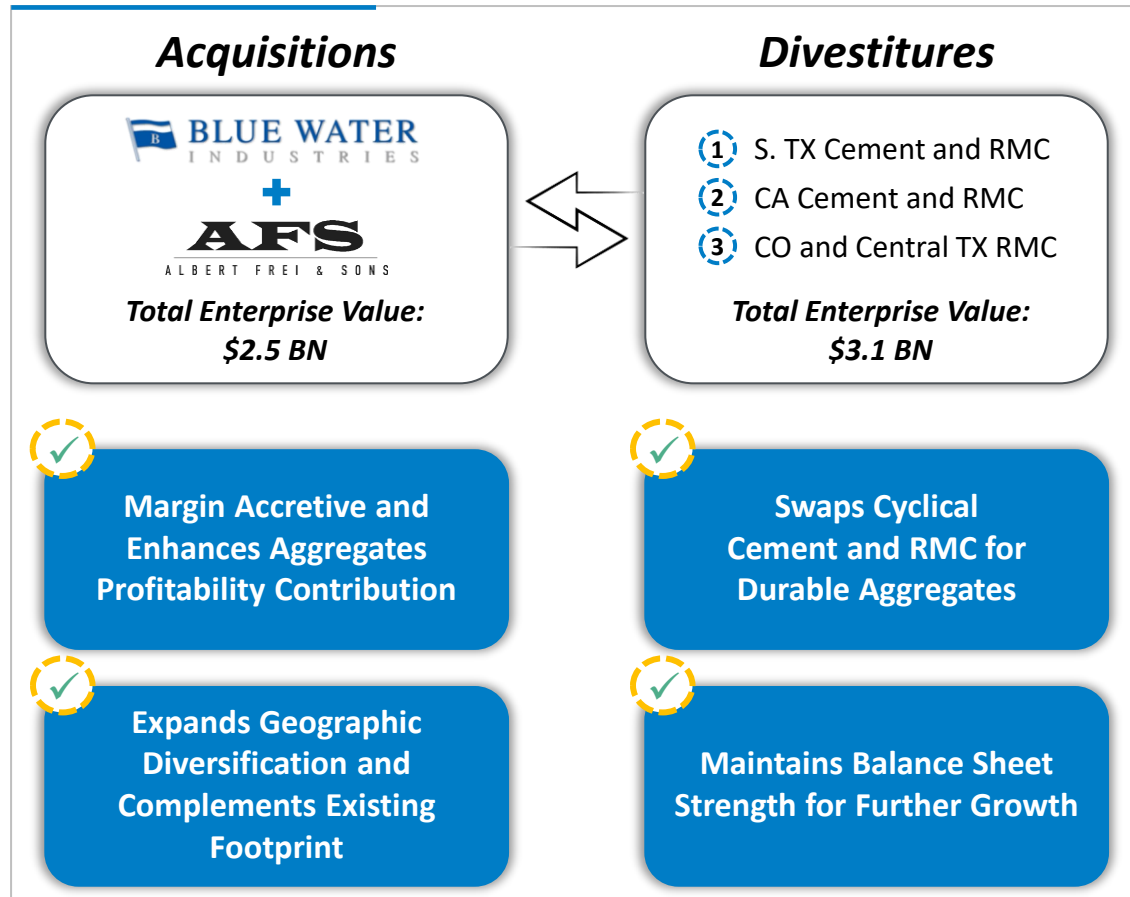 Acquisitions
B
BLUE WATER
INDUSTRIES
+
AFS
ALBERT FREI & SONS
Total Enterprise Value:
$2.5 BN
Divestitures
1 S. TX Cement and RMC
2 CA Cement and RMC
3 CO and Central TX RMC
Total Enterprise Value:
$3.1 BN
✓
Margin Accretive and
Enhances Aggregates
Profitability Contribution
✓
Swaps Cyclical
Cement and RMC for
Durable Aggregates
✓
Expands Geographic
Diversification and
Complements Existing
Footprint
✓
Maintains Balance Sheet
Strength for Further Growth